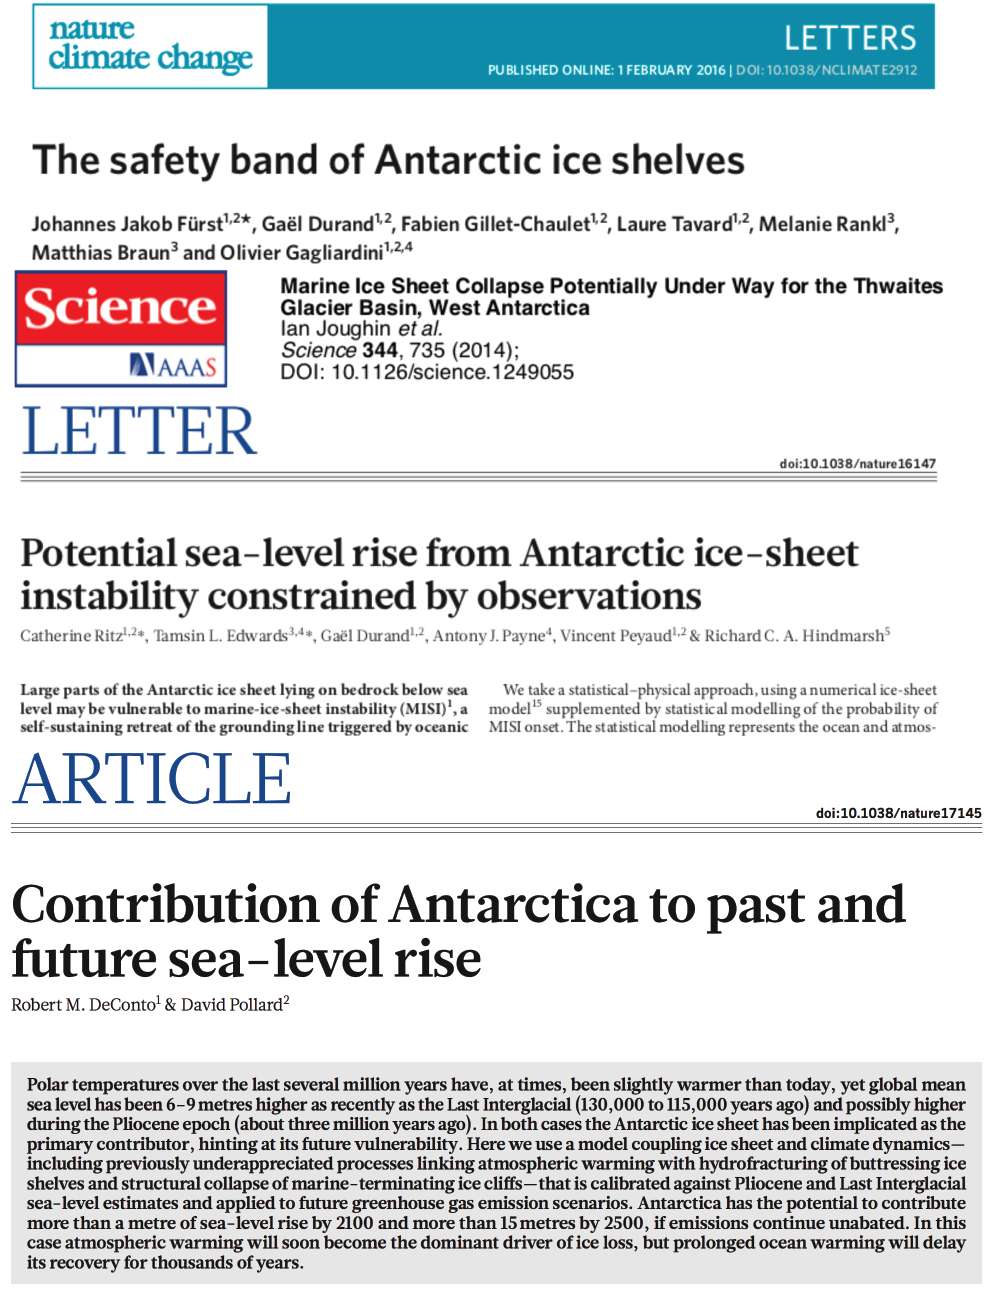 nature
climate change
LETTERS
PUBLISHED ONLINE: 1 FEBRUARY 2016 | DOI: 10.1038/NCLIMATE2912
The safety band of Antarctic ice shelves
Johannes Jakob Fürst1,2*, Gaël Durand1,2, Fabien Gillet-Chaulet1,2, Laure Tavard1,2, Melanie Rankl3,
Matthias Braun3 and Olivier Gagliardini1,2,4
Science
AAAS
Marine Ice Sheet Collapse Potentially Under Way for the Thwaites
Glacier Basin, West Antarctica
Ian Joughin et al.
Science 344, 735 (2014);
DOI: 10.1126/science.1249055
LETTER
doi:10.1038/nature16147
Potential sea-level rise from Antarctic ice-sheet
instability constrained by observations
Catherine Ritz1,2*, Tamsin L. Edwards3,4*, Gaël Durand1,2, Antony J. Payne4, Vincent Peyaud1,2 & Richard C. A. Hindmarsh5
Large parts of the Antarctic ice sheet lying on bedrock below sea
level may be vulnerable to marine-ice-sheet instability (MISI)1, a
self-sustaining retreat of the grounding line triggered by oceanic
We take a statistical–physical approach, using a numerical ice-sheet
model15 supplemented by statistical modelling of the probability of
MISI onset. The statistical modelling represents the ocean and atmos-
ARTICLE
doi:10.1038/nature17145
Contribution of Antarctica to past and
future sea-level rise
Robert M. DeConto1 & David Pollard2
Polar temperatures over the last several million years have, at times, been slightly warmer than today, yet global mean
sea level has been 6–9 metres higher as recently as the Last Interglacial (130,000 to 115,000 years ago) and possibly higher
during the Pliocene epoch (about three million years ago). In both cases the Antarctic ice sheet has been implicated as the
primary contributor, hinting at its future vulnerability. Here we use a model coupling ice sheet and climate dynamics—
including previously underappreciated processes linking atmospheric warming with hydrofracturing of buttressing ice
shelves and structural collapse of marine-terminating ice cliffs—that is calibrated against Pliocene and Last Interglacial
sea-level estimates and applied to future greenhouse gas emission scenarios. Antarctica has the potential to contribute
more than a metre of sea-level rise by 2100 and more than 15 metres by 2500, if emissions continue unabated. In this
case atmospheric warming will soon become the dominant driver of ice loss, but prolonged ocean warming will delay
its recovery for thousands of years.